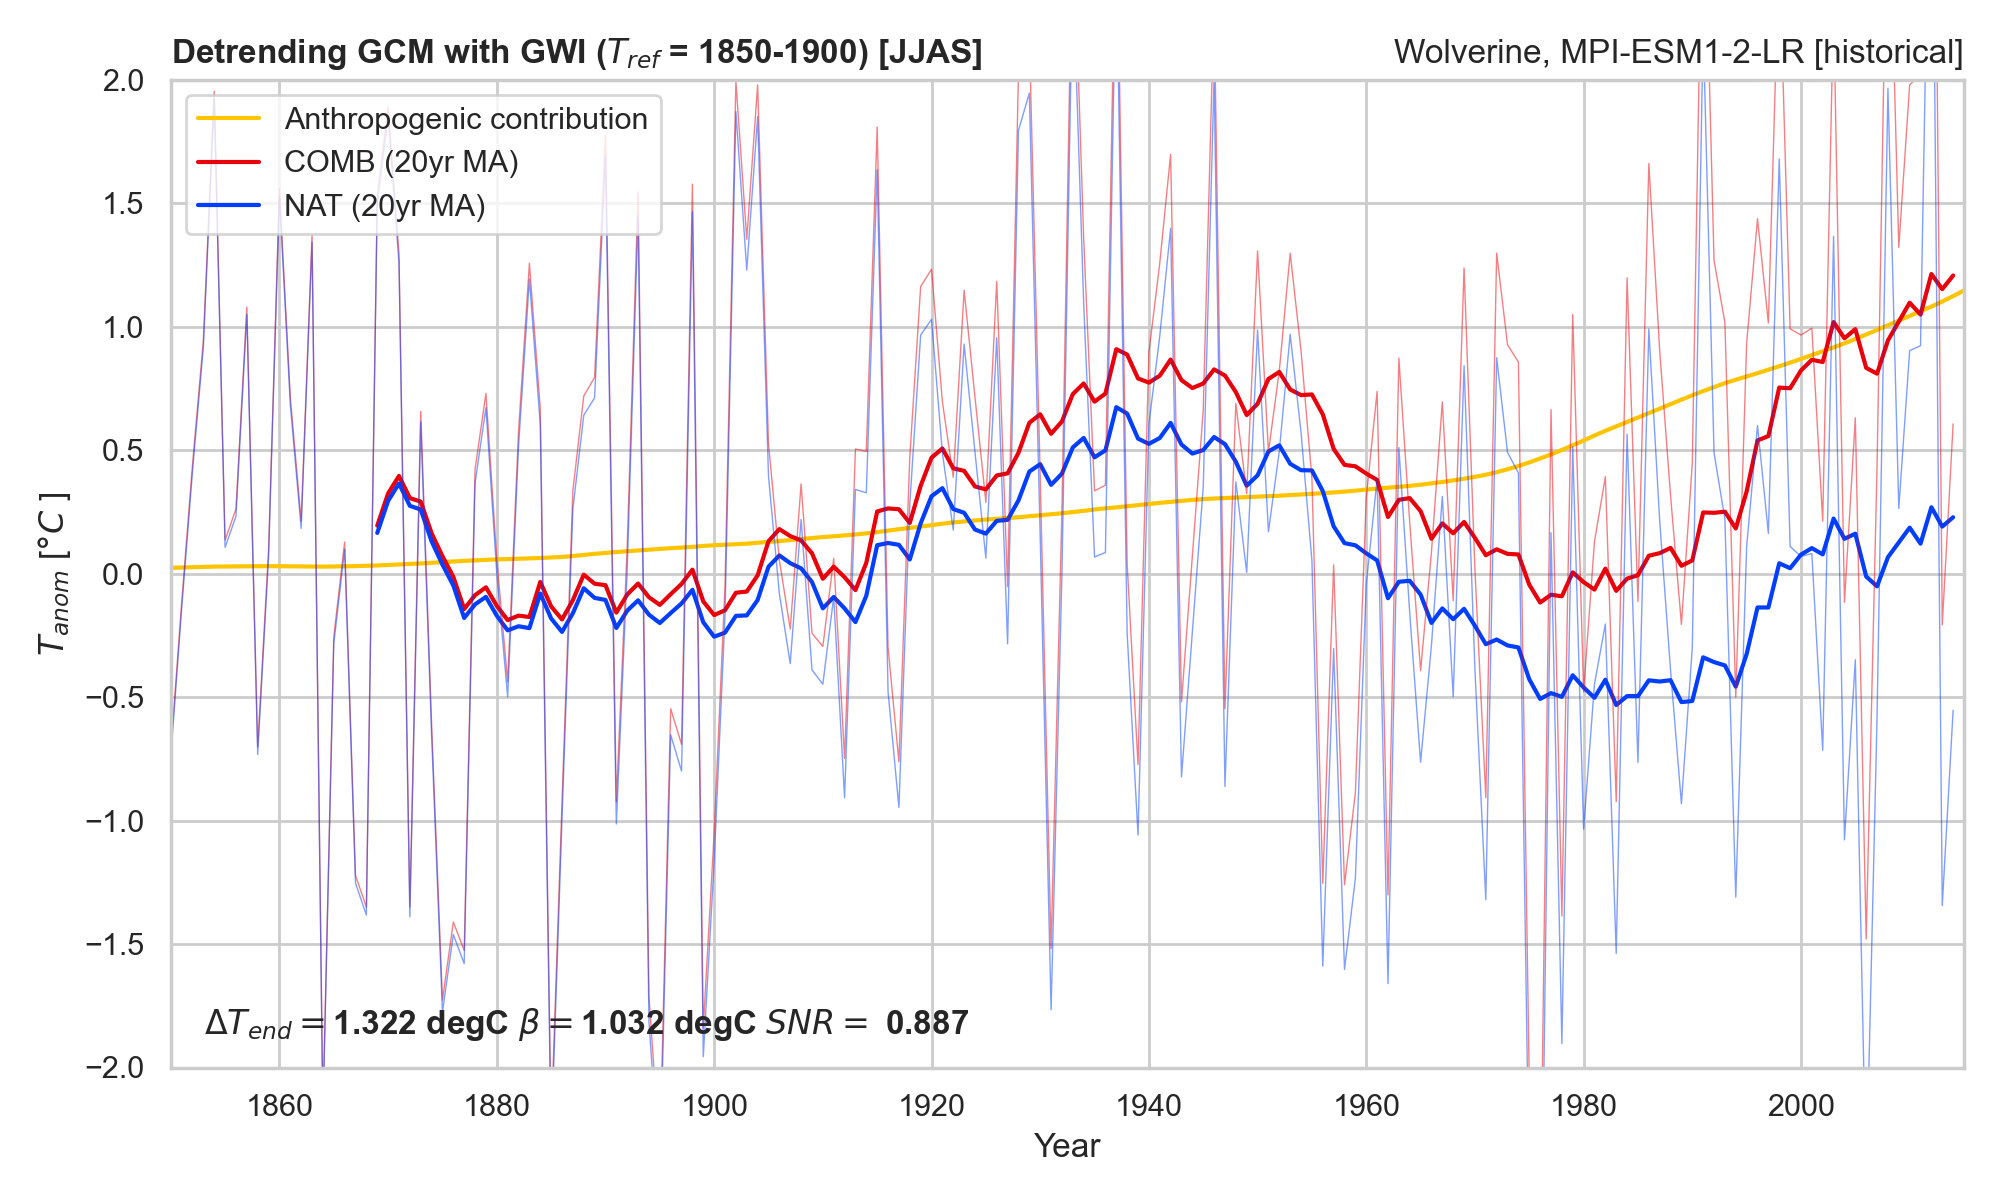 Detrending GCM with GWI (T_ref = 1850-1900) [JJAS]
Wolverine, MPI-ESM1-2-LR [historical]
Anthropogenic contribution
COMB (20yr MA)
NAT (20yr MA)
T_anom [°C]
2.0
1.5
1.0
0.5
0.0
−0.5
−1.0
−1.5
−2.0
ΔT_end = 1.322 degC β = 1.032 degC SNR = 0.887
1860 1880 1900 1920 1940 1960 1980 2000
Year